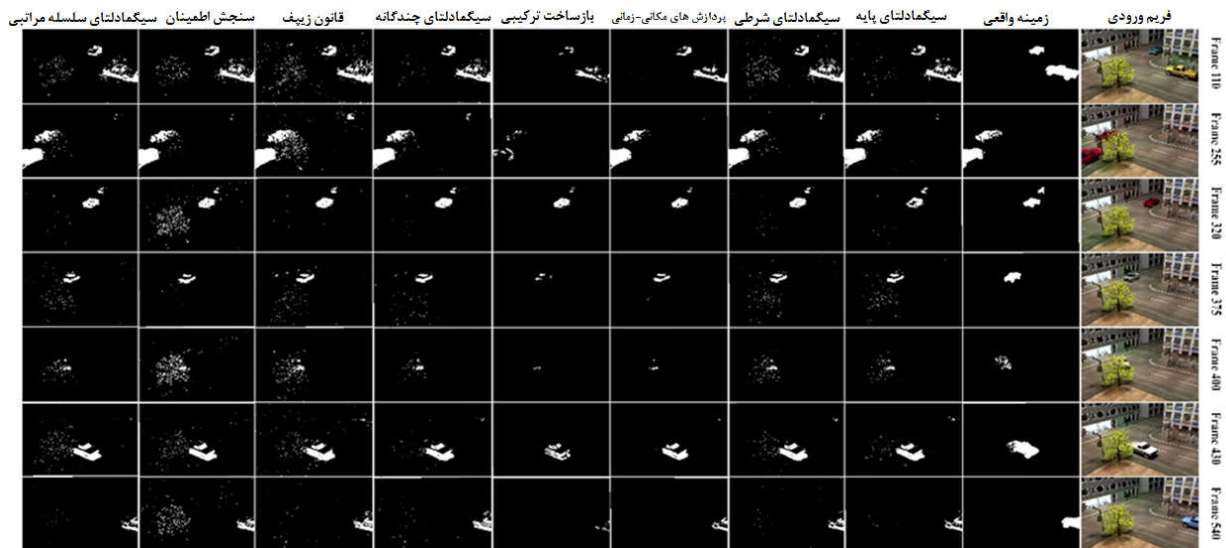 فریم ورودی
زمینه واقعی
سیگمادلتای پایه
سیگمادلتای شرطی
پردازش های مکانی-زمانی
بازساخت ترکیبی
سیگمادلتای چندگانه
قانون زیپف
سنجش اطمینان
سیگمادلتای سلسله مراتبی
Frame 110
Frame 255
Frame 320
Frame 375
Frame 400
Frame 430
Frame 540